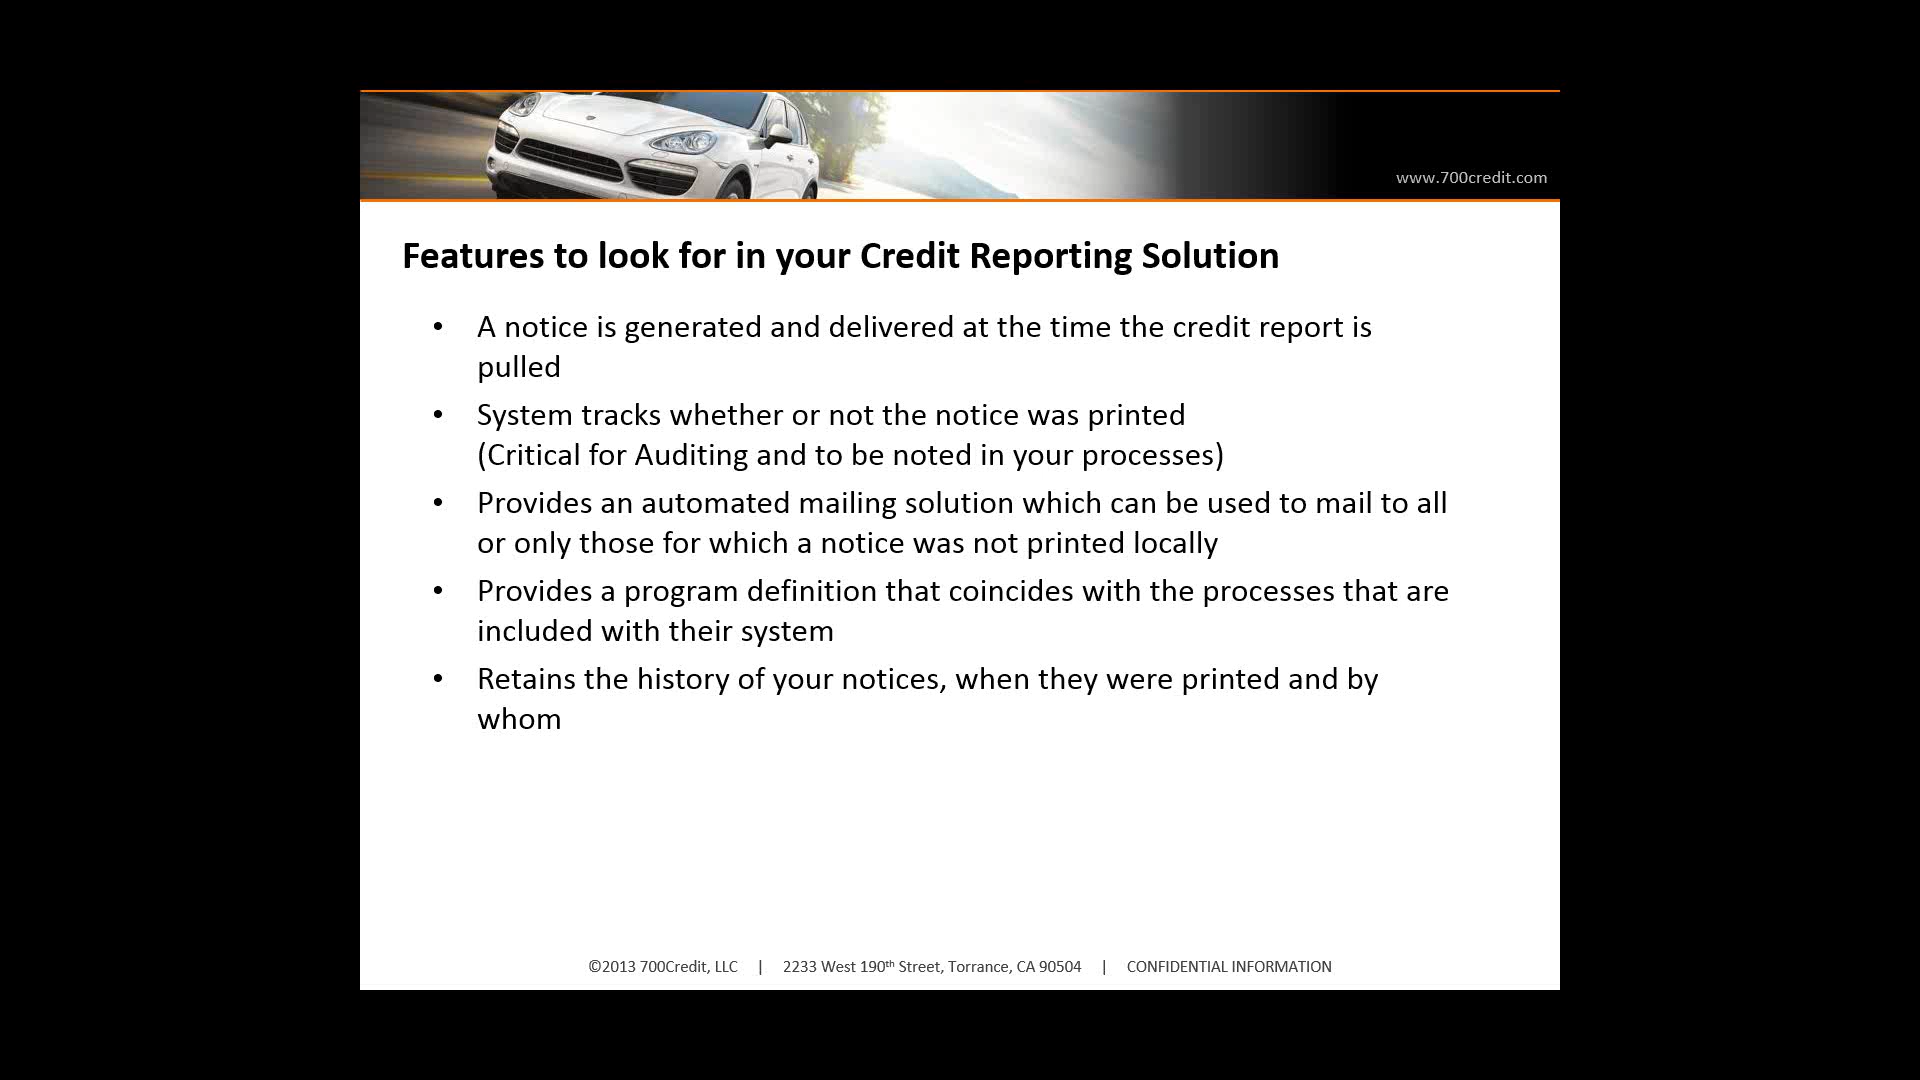 www.700credit.com
Features to look for in your Credit Reporting Solution
• A notice is generated and delivered at the time the credit report is
pulled
• System tracks whether or not the notice was printed
(Critical for Auditing and to be noted in your processes)
• Provides an automated mailing solution which can be used to mail to all
or only those for which a notice was not printed locally
• Provides a program definition that coincides with the processes that are
included with their system
• Retains the history of your notices, when they were printed and by
whom
©2013 700Credit, LLC | 2233 West 190th Street, Torrance, CA 90504 | CONFIDENTIAL INFORMATION